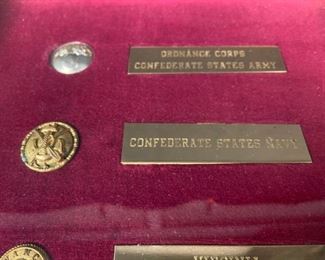 ORDNANCE CORPS
CONFEDERATE STATES ARMY
CONFEDERATE STATES NAVY